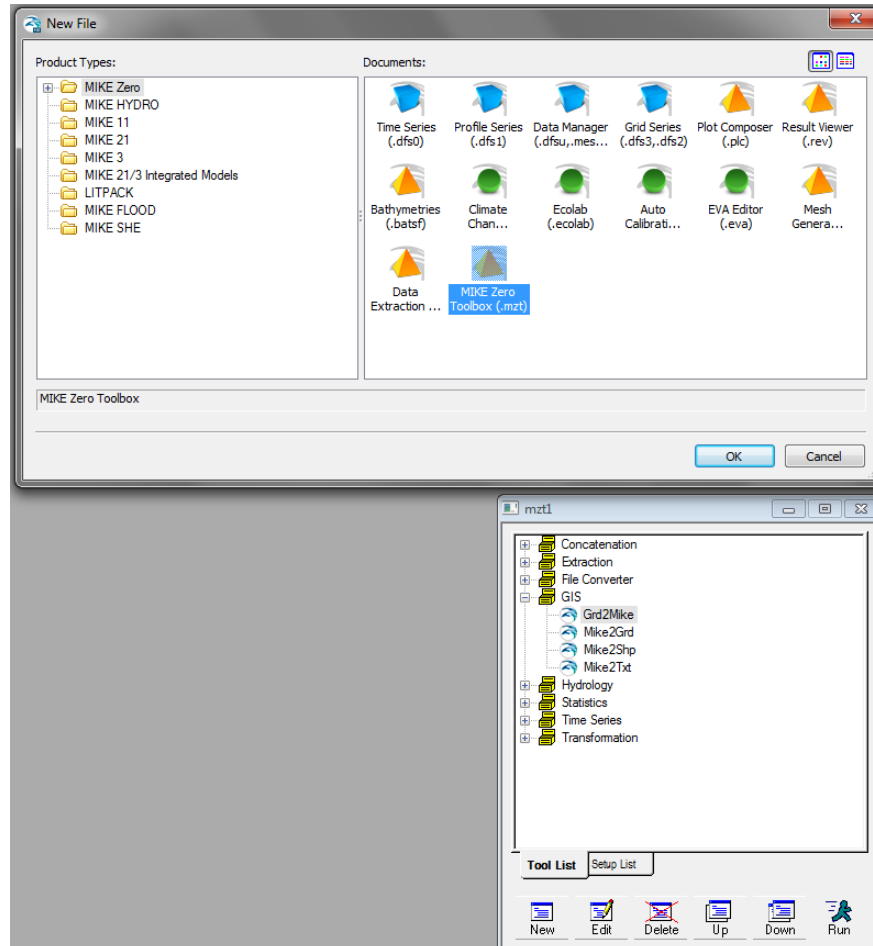 New File
Product Types:
Documents:
MIKE Zero
MIKE HYDRO
MIKE 11
MIKE 21
MIKE 3
MIKE 21/3 Integrated Models
LITPACK
MIKE FLOOD
MIKE SHE
Time Series
(.dfs0)
Profile Series
(.dfs1)
Data Manager
(.dfsu,.mes...
Grid Series
(.dfs3,.dfs2)
Plot Composer
(.plc)
Result Viewer
(.rev)
Bathymetries
(.batsf)
Climate
Chan...
Ecolab
(.ecolab)
Auto
Calibrati...
EVA Editor
(.eva)
Mesh
Genera...
Data
Extraction ...
MIKE Zero
Toolbox (.mzt)
MIKE Zero Toolbox
OK
Cancel
mzt1
Concatenation
Extraction
File Converter
GIS
Grd2Mike
Mike2Grd
Mike2Shp
Mike2Txt
Hydrology
Statistics
Time Series
Transformation
Tool List
Setup List
New
Edit
Delete
Up
Down
Run